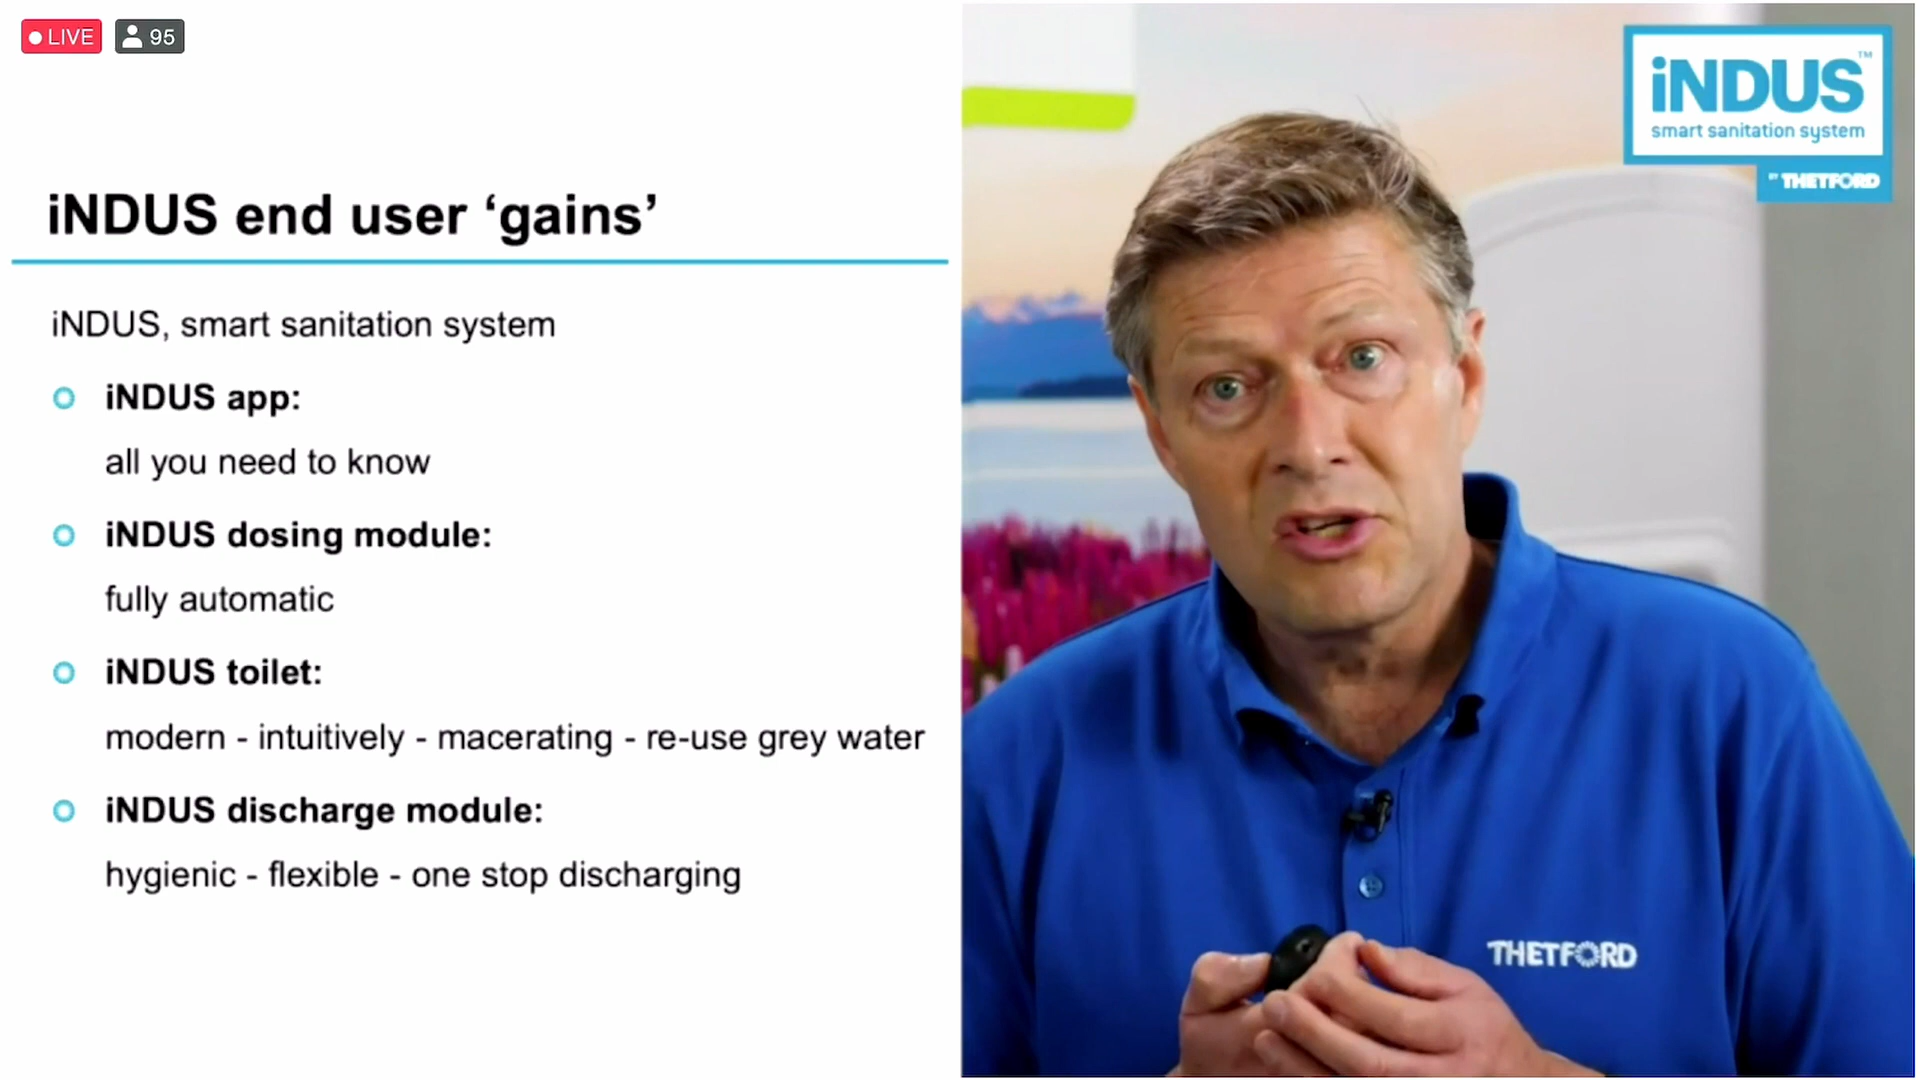 LIVE
95
iNDUS end user ‘gains’
iNDUS, smart sanitation system
iNDUS app:
all you need to know
iNDUS dosing module:
fully automatic
iNDUS toilet:
modern - intuitively - macerating - re-use grey water
iNDUS discharge module:
hygienic - flexible - one stop discharging
iNDUS™
smart sanitation system
BY THETFORD
THETFORD